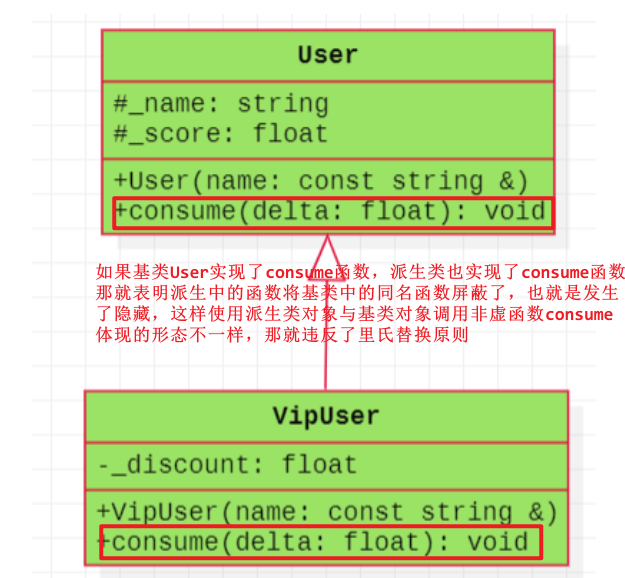 User
#_name: string
#_score: float
+User(name: const string &)
+consume(delta: float): void
如果基类User实现了consume函数，派生类也实现了consume函数
那就表明派生中的函数将基类中的同名函数屏蔽了，也就是发生
了隐藏，这样使用派生类对象与基类对象调用非虚函数consume
体现的形态不一样，那就违反了里氏替换原则
VipUser
-_discount: float
+VipUser(name: const string &)
+consume(delta: float): void